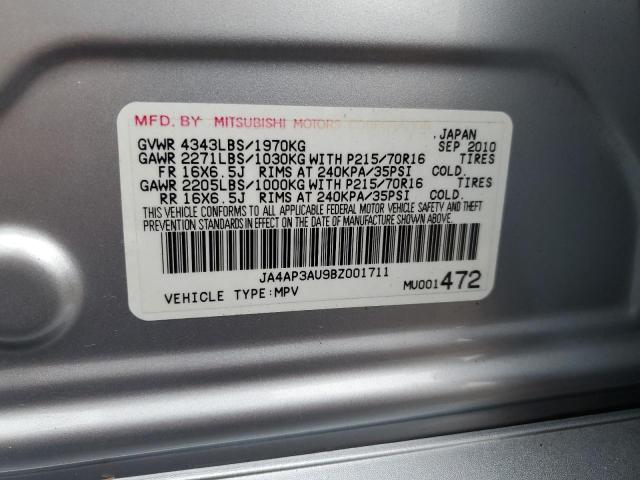 MFD. BY MITSUBISHI MOTORS CORPORATION
JAPAN
GVWR 4343LBS/1970KG SEP 2010
GAWR 2271LBS/1030KG WITH P215/70R16 TIRES
FR 16X6.5J RIMS AT 240KPA/35PSI COLD.
GAWR 2205LBS/1000KG WITH P215/70R16 TIRES
RR 16X6.5J RIMS AT 240KPA/35PSI COLD.
THIS VEHICLE CONFORMS TO ALL APPLICABLE FEDERAL MOTOR VEHICLE SAFETY AND THEFT
PREVENTION STANDARDS IN EFFECT ON THE DATE OF MANUFACTURE SHOWN ABOVE.
JA4AP3AU9BZ001711
VEHICLE TYPE:MPV MU001472